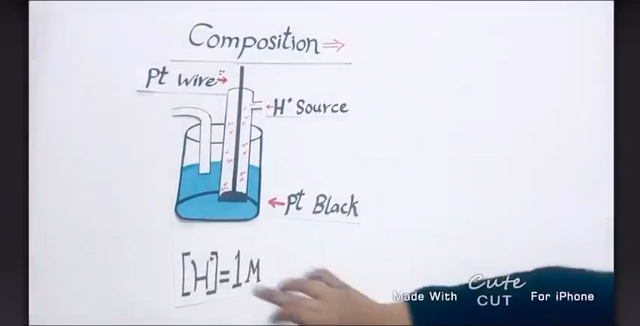 Composition ⇒
Pt wire →
← H⁺ Source
← Pt Black
[H⁺]=1M
Made With Cute CUT For iPhone